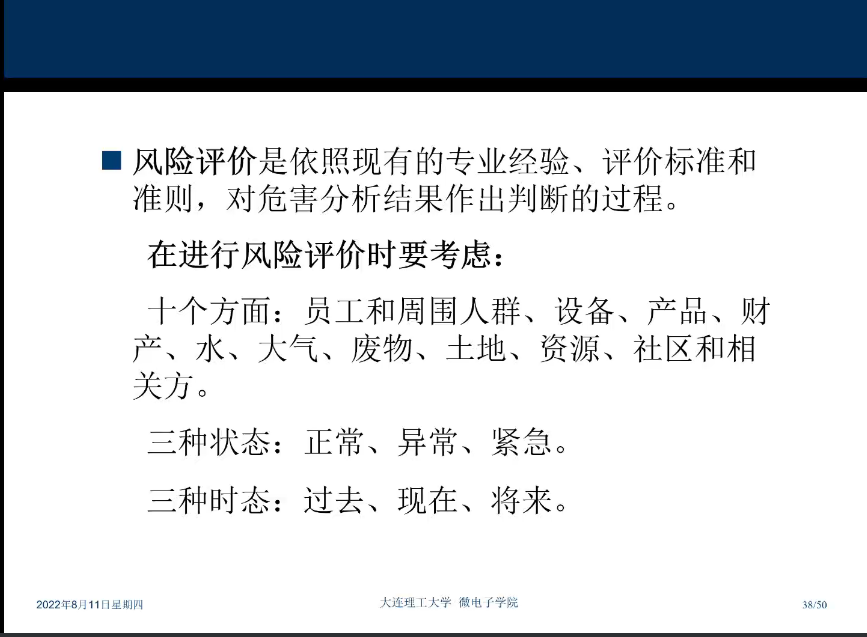 风险评价是依照现有的专业经验、评价标准和
准则，对危害分析结果作出判断的过程。
在进行风险评价时要考虑：
十个方面：员工和周围人群、设备、产品、财
产、水、大气、废物、土地、资源、社区和相
关方。
三种状态：正常、异常、紧急。
三种时态：过去、现在、将来。
2022年8月11日星期四
大连理工大学 微电子学院
38/50